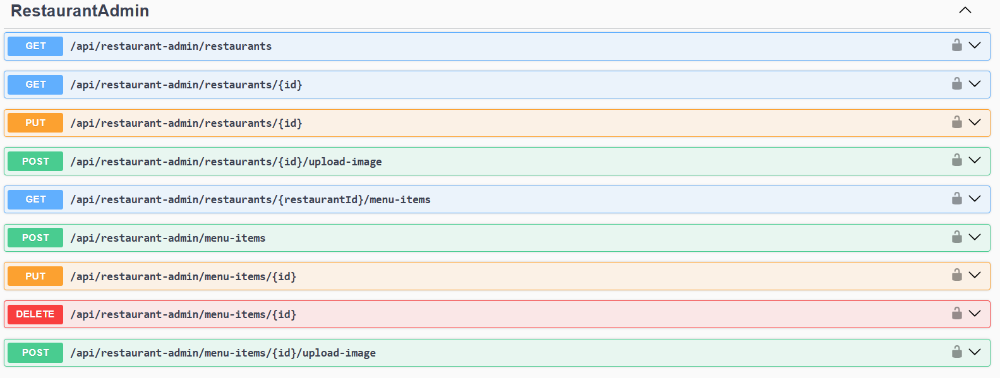 RestaurantAdmin
GET /api/restaurant-admin/restaurants
GET /api/restaurant-admin/restaurants/{id}
PUT /api/restaurant-admin/restaurants/{id}
POST /api/restaurant-admin/restaurants/{id}/upload-image
GET /api/restaurant-admin/restaurants/{restaurantId}/menu-items
POST /api/restaurant-admin/menu-items
PUT /api/restaurant-admin/menu-items/{id}
DELETE /api/restaurant-admin/menu-items/{id}
POST /api/restaurant-admin/menu-items/{id}/upload-image